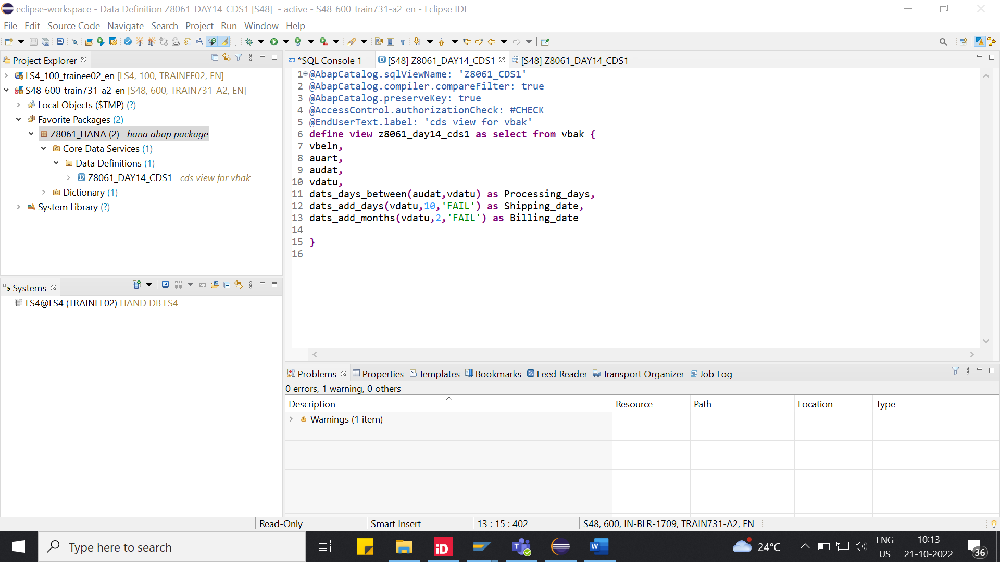 eclipse-workspace - Data Definition Z8061_DAY14_CDS1 [S48]  - active - S48_600_train731-a2_en - Eclipse IDE
File Edit Source Code Navigate Search Project Run Window Help
Project Explorer
LS4_100_trainee02_en [LS4, 100, TRAINEE02, EN]
S48_600_train731-a2_en [S48, 600, TRAIN731-A2, EN]
Local Objects ($TMP) (?)
Favorite Packages (2)
Z8061_HANA (2) hana abap package
Core Data Services (1)
Data Definitions (1)
Z8061_DAY14_CDS1 cds view for vbak
Dictionary (1)
System Library (?)
Systems
LS4@LS4 (TRAINEE02) HAND DB LS4
*SQL Console 1 [S48] Z8061_DAY14_CDS1 [S48] Z8061_DAY14_CDS1
1 @AbapCatalog.sqlViewName: 'Z8061_CDS1'
2 @AbapCatalog.compiler.compareFilter: true
3 @AbapCatalog.preserveKey: true
4 @AccessControl.authorizationCheck: #CHECK
5 @EndUserText.label: 'cds view for vbak'
6 define view z8061_day14_cds1 as select from vbak {
7 vbeln,
8 auart,
9 audat,
10 vdatu,
11 dats_days_between(audat,vdatu) as Processing_days,
12 dats_add_days(vdatu,10,'FAIL') as Shipping_date,
13 dats_add_months(vdatu,2,'FAIL') as Billing_date
14
15 }
16
Problems Properties Templates Bookmarks Feed Reader Transport Organizer Job Log
0 errors, 1 warning, 0 others
Description Resource Path Location Type
Warnings (1 item)
Read-Only Smart Insert 13 : 15 : 402 S48, 600, IN-BLR-1709, TRAIN731-A2, EN
Type here to search
iD
W
24°C
ENG
US
10:13
21-10-2022
36